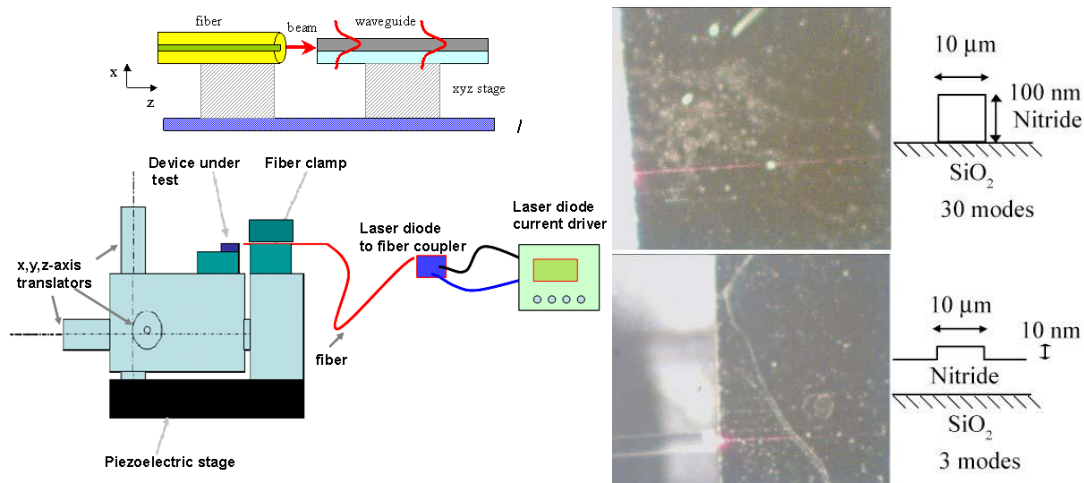 fiber
beam
waveguide
x
z
xyz stage
l
Device under
test
Fiber clamp
Laser diode
to fiber coupler
Laser diode
current driver
x,y,z-axis
translators
fiber
Piezoelectric stage
10 μm
100 nm
Nitride
SiO2
30 modes
10 μm
10 nm
Nitride
SiO2
3 modes